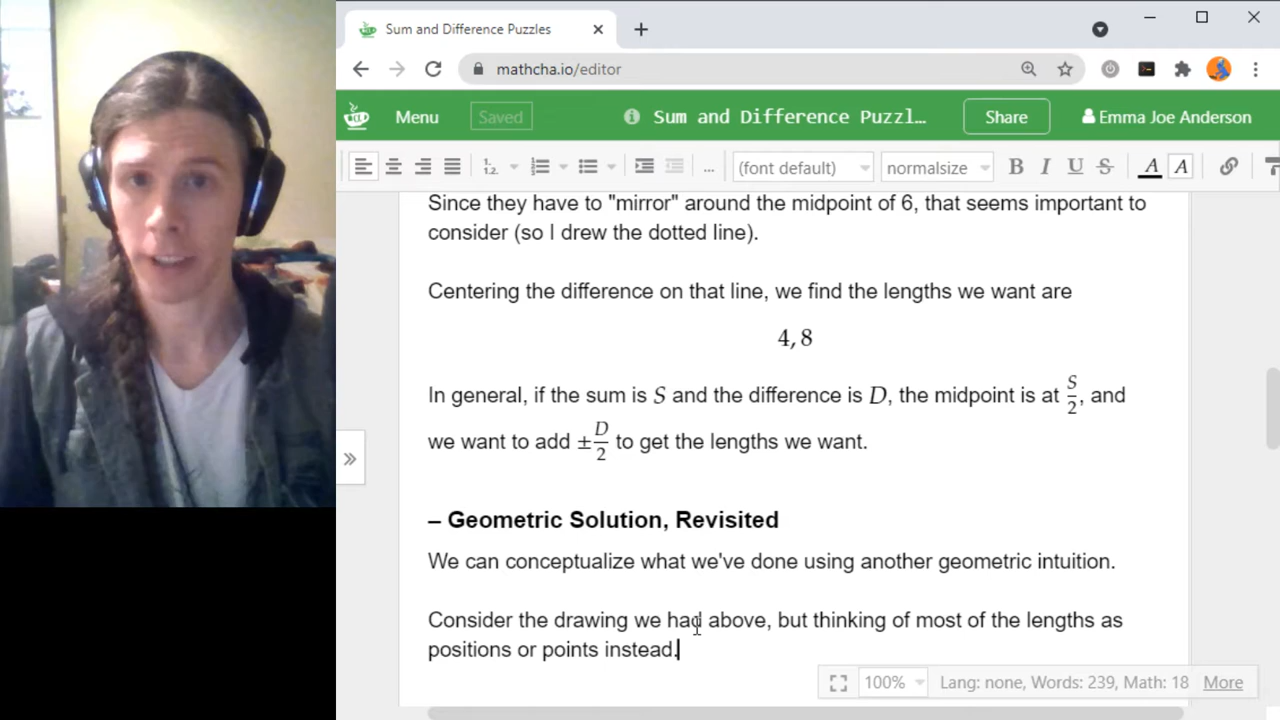 Sum and Difference Puzzles
mathcha.io/editor
Menu
Saved
Sum and Difference Puzzl...
Share
Emma Joe Anderson
(font default)
normalsize
B I U S A A
Since they have to "mirror" around the midpoint of 6, that seems important to
consider (so I drew the dotted line).
Centering the difference on that line, we find the lengths we want are
4, 8
In general, if the sum is S and the difference is D, the midpoint is at S/2, and
we want to add ±D/2 to get the lengths we want.
– Geometric Solution, Revisited
We can conceptualize what we've done using another geometric intuition.
Consider the drawing we had above, but thinking of most of the lengths as
positions or points instead.
100%
Lang: none, Words: 239, Math: 18
More